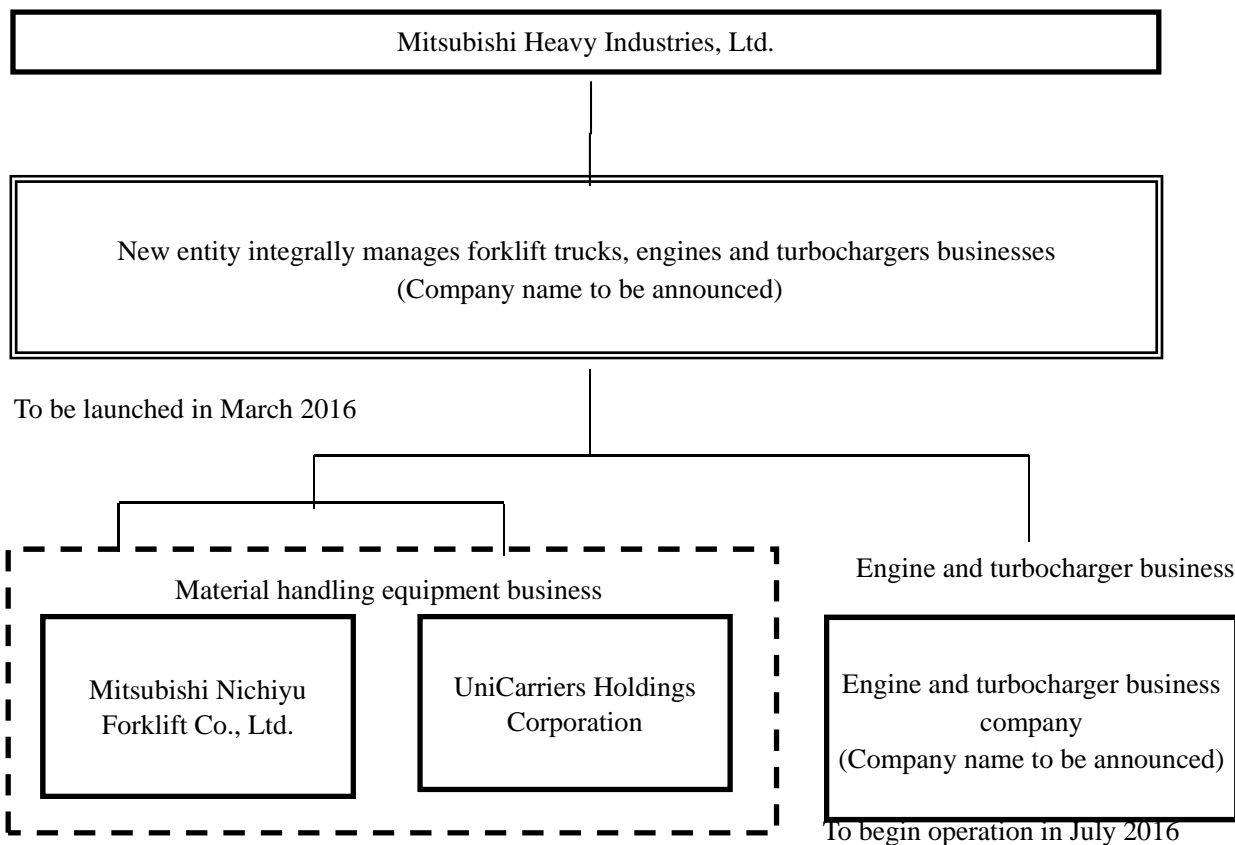 Mitsubishi Heavy Industries, Ltd.
New entity integrally manages forklift trucks, engines and turbochargers businesses
(Company name to be announced)
To be launched in March 2016
Material handling equipment business
Mitsubishi Nichiyu
Forklift Co., Ltd.
UniCarriers Holdings
Corporation
Engine and turbocharger business
Engine and turbocharger business
company
(Company name to be announced)
To begin operation in July 2016